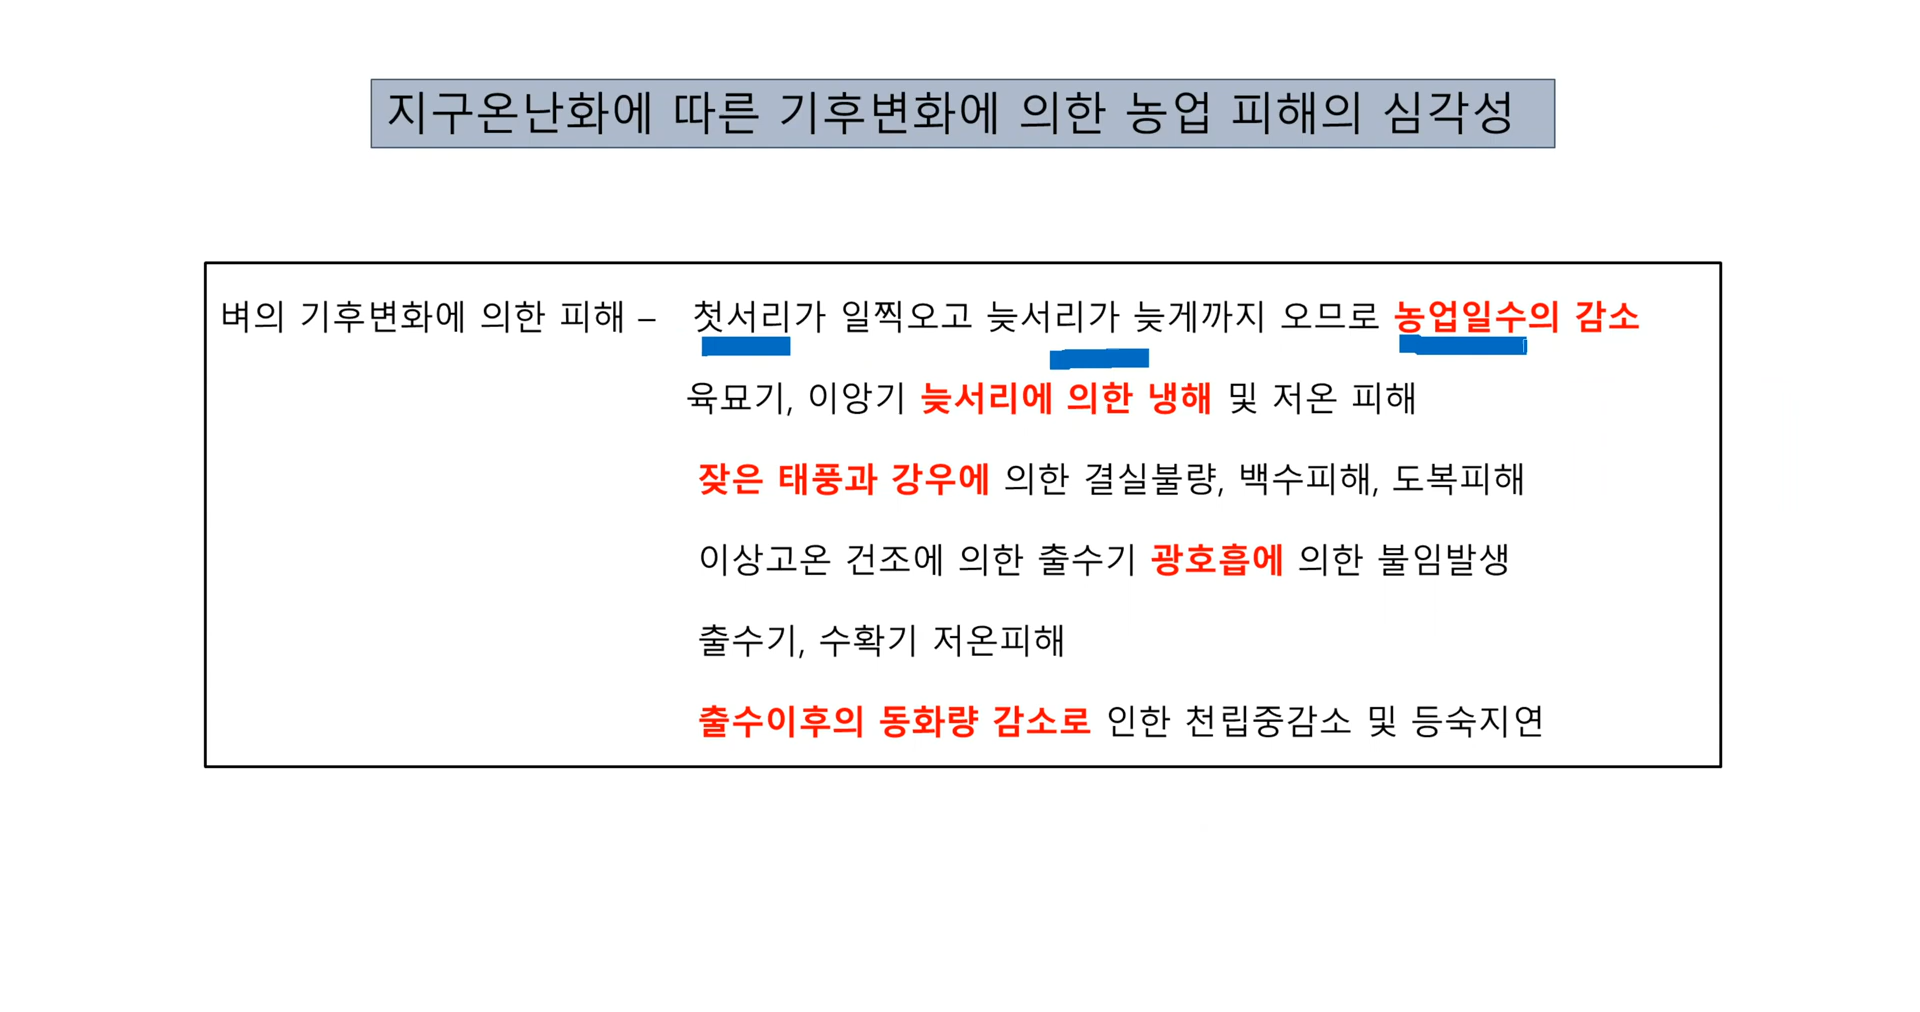 지구온난화에 따른 기후변화에 의한 농업 피해의 심각성
벼의 기후변화에 의한 피해 – 첫서리가 일찍오고 늦서리가 늦게까지 오므로 농업일수의 감소
육묘기, 이앙기 늦서리에 의한 냉해 및 저온 피해
잦은 태풍과 강우에 의한 결실불량, 백수피해, 도복피해
이상고온 건조에 의한 출수기 광호흡에 의한 불임발생
출수기, 수확기 저온피해
출수이후의 동화량 감소로 인한 천립중감소 및 등숙지연